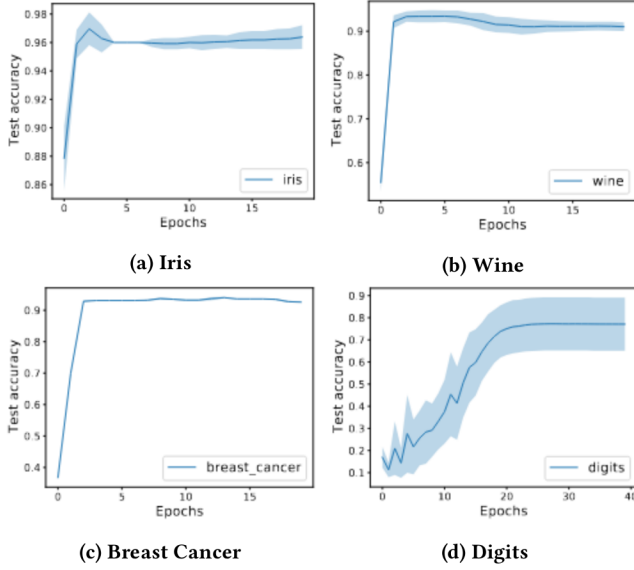 0.98
0.96
0.94
0.92
0.90
0.88
0.86
Test accuracy
0 5 10 15
Epochs
iris
(a) Iris
0.9
0.8
0.7
0.6
Test accuracy
0 5 10 15
Epochs
wine
(b) Wine
0.9
0.8
0.7
0.6
0.5
0.4
Test accuracy
0 5 10 15
Epochs
breast_cancer
(c) Breast Cancer
0.9
0.8
0.7
0.6
0.5
0.4
0.3
0.2
0.1
Test accuracy
0 10 20 30 40
Epochs
digits
(d) Digits